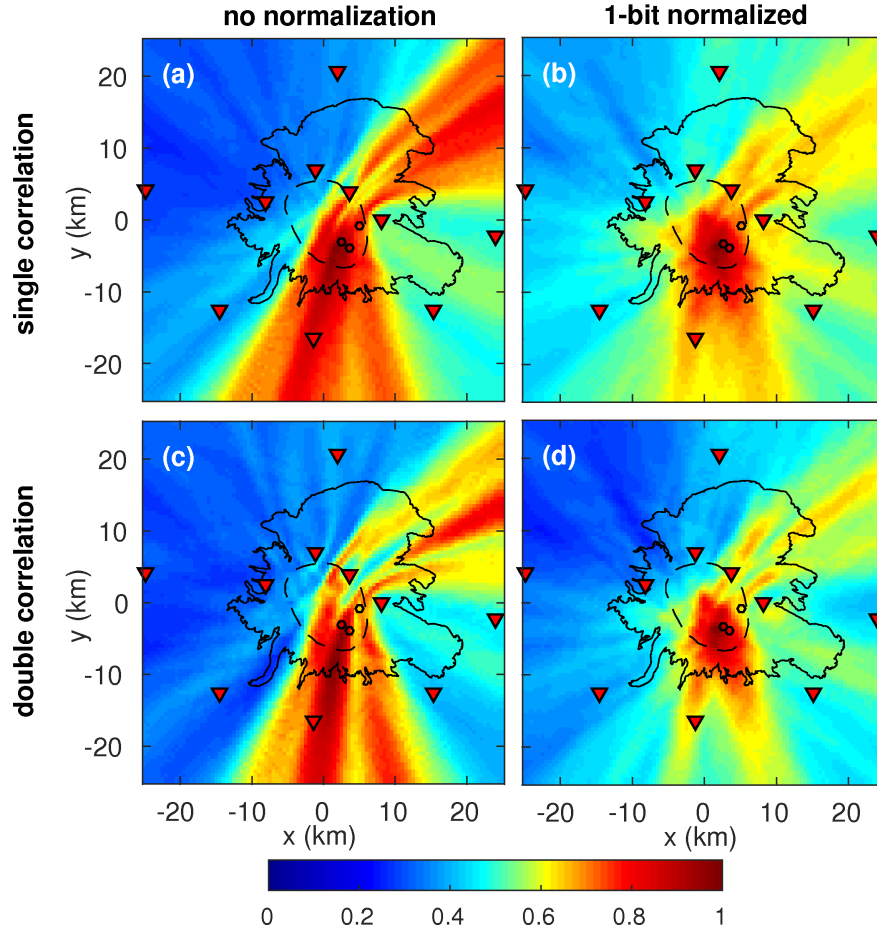 no normalization 1-bit normalized
single correlation
(a) (b)
20
10
0
-10
-20
y (km)
double correlation
(c) (d)
20
10
0
-10
-20
y (km)
-20 -10 0 10 20 -20 -10 0 10 20
x (km) x (km)
0 0.2 0.4 0.6 0.8 1